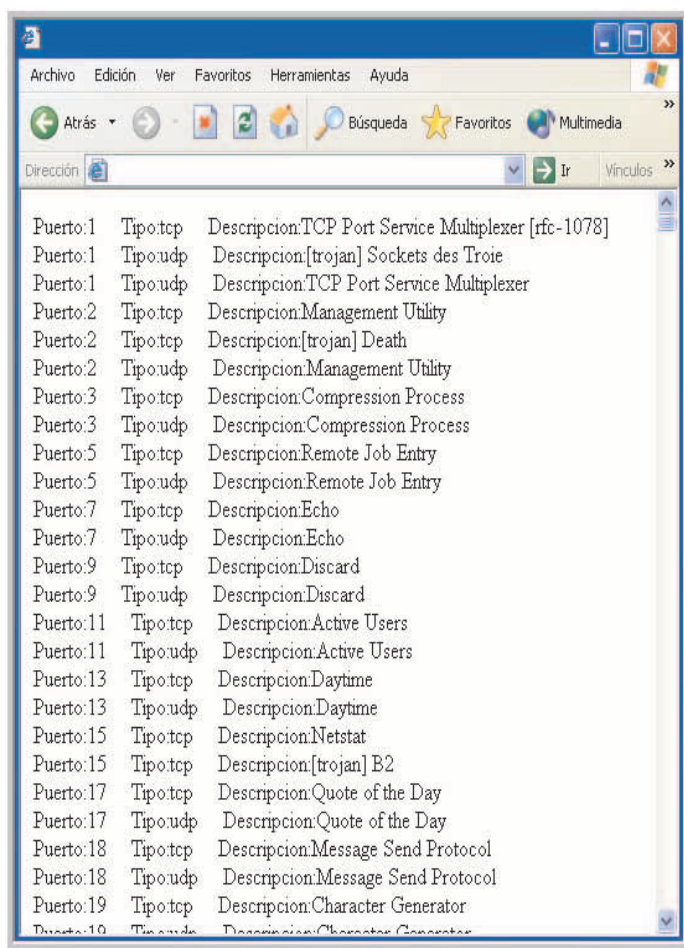 Archivo Edición Ver Favoritos Herramientas Ayuda
Atrás Búsqueda Favoritos Multimedia »
Dirección Ir Vínculos »
Puerto:1 Tipo:tcp Descripcion:TCP Port Service Multiplexer [rfc-1078]
Puerto:1 Tipo:udp Descripcion:[trojan] Sockets des Troie
Puerto:1 Tipo:udp Descripcion:TCP Port Service Multiplexer
Puerto:2 Tipo:tcp Descripcion:Management Utility
Puerto:2 Tipo:tcp Descripcion:[trojan] Death
Puerto:2 Tipo:udp Descripcion:Management Utility
Puerto:3 Tipo:tcp Descripcion:Compression Process
Puerto:3 Tipo:udp Descripcion:Compression Process
Puerto:5 Tipo:tcp Descripcion:Remote Job Entry
Puerto:5 Tipo:udp Descripcion:Remote Job Entry
Puerto:7 Tipo:tcp Descripcion:Echo
Puerto:7 Tipo:udp Descripcion:Echo
Puerto:9 Tipo:tcp Descripcion:Discard
Puerto:9 Tipo:udp Descripcion:Discard
Puerto:11 Tipo:tcp Descripcion:Active Users
Puerto:11 Tipo:udp Descripcion:Active Users
Puerto:13 Tipo:tcp Descripcion:Daytime
Puerto:13 Tipo:udp Descripcion:Daytime
Puerto:15 Tipo:tcp Descripcion:Netstat
Puerto:15 Tipo:tcp Descripcion:[trojan] B2
Puerto:17 Tipo:tcp Descripcion:Quote of the Day
Puerto:17 Tipo:udp Descripcion:Quote of the Day
Puerto:18 Tipo:tcp Descripcion:Message Send Protocol
Puerto:18 Tipo:udp Descripcion:Message Send Protocol
Puerto:19 Tipo:tcp Descripcion:Character Generator
Puerto:19 Tipo:udp Descripcion:Character Generator